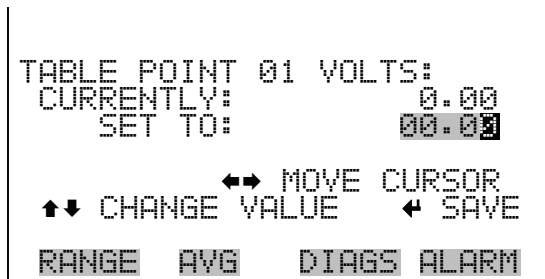 TABLE POINT 01 VOLTS:
CURRENTLY: 0.00
SET TO: 00.00
←→ MOVE CURSOR
↑↓ CHANGE VALUE ↵ SAVE
RANGE AVG DIAGS ALARM